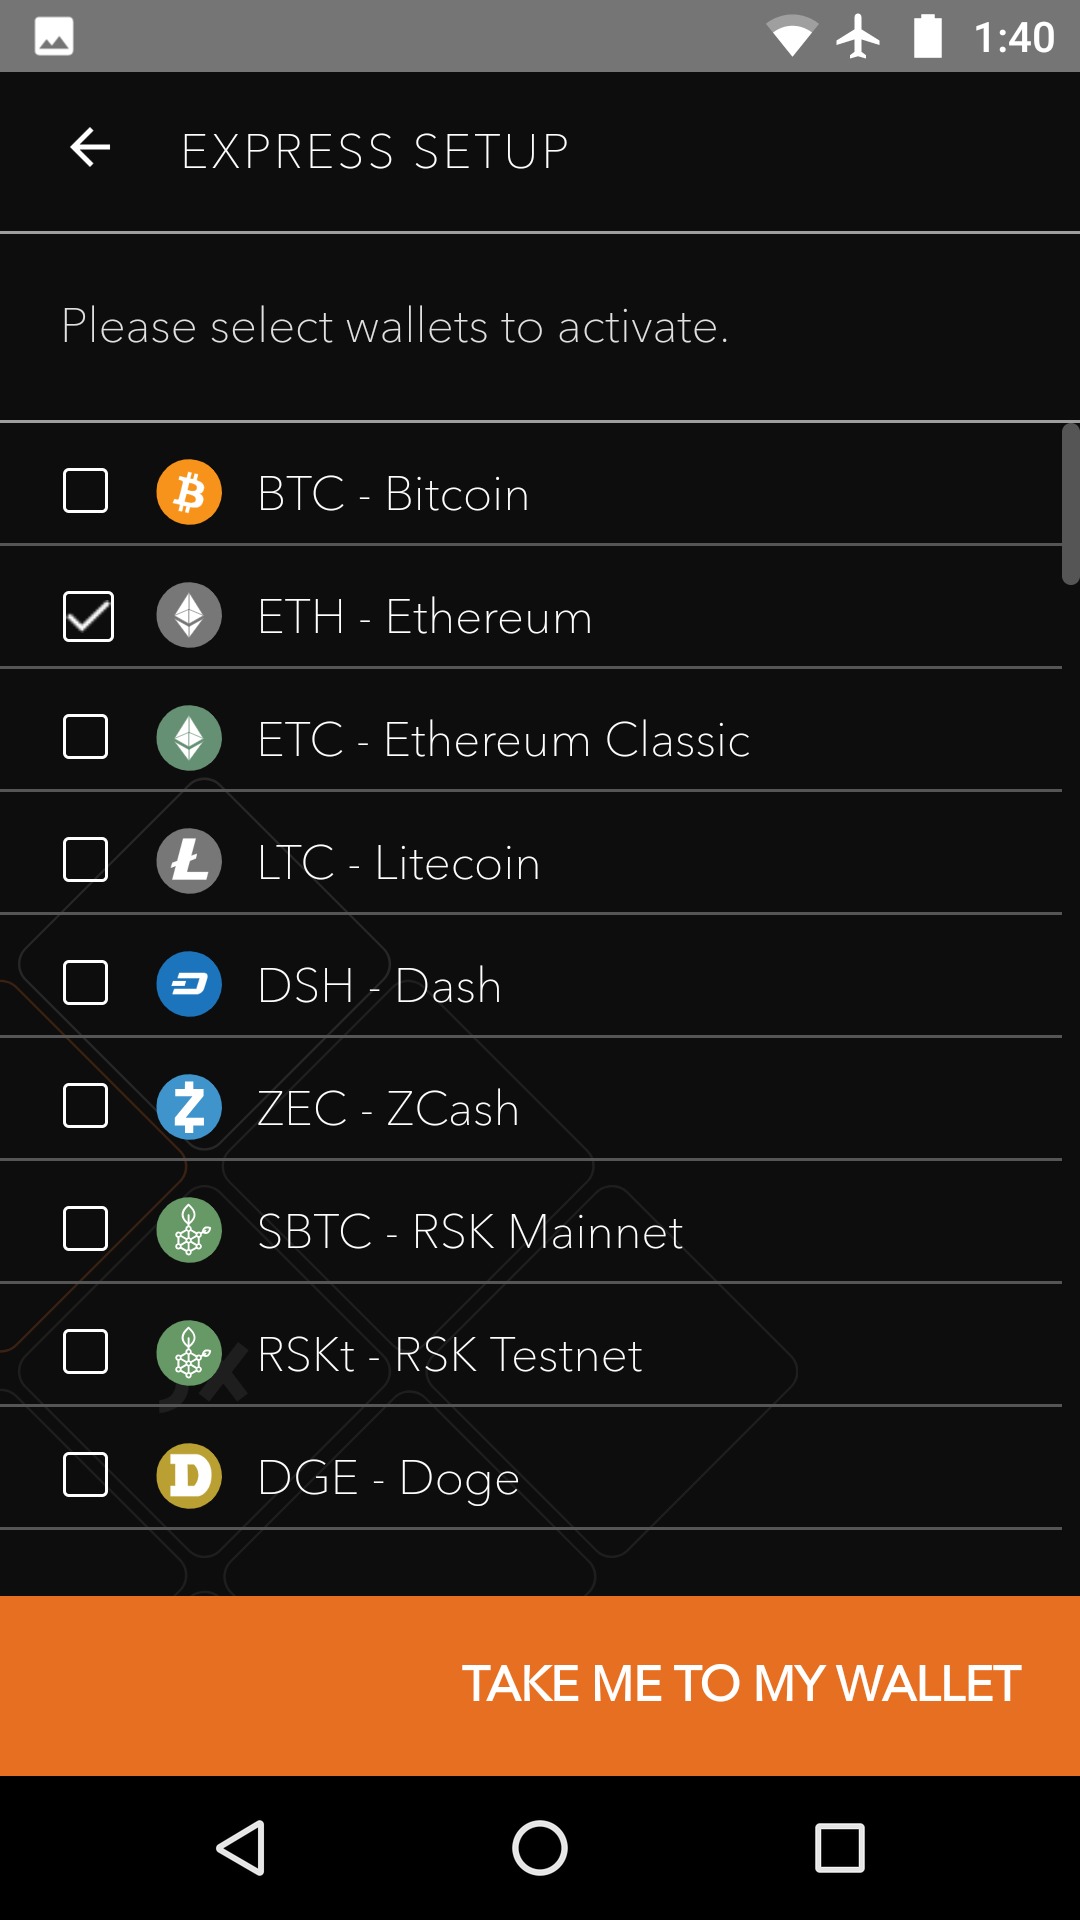 1:40
EXPRESS SETUP
Please select wallets to activate.
BTC - Bitcoin
ETH - Ethereum
ETC - Ethereum Classic
LTC - Litecoin
DSH - Dash
ZEC - ZCash
SBTC - RSK Mainnet
RSKt - RSK Testnet
DGE - Doge
TAKE ME TO MY WALLET